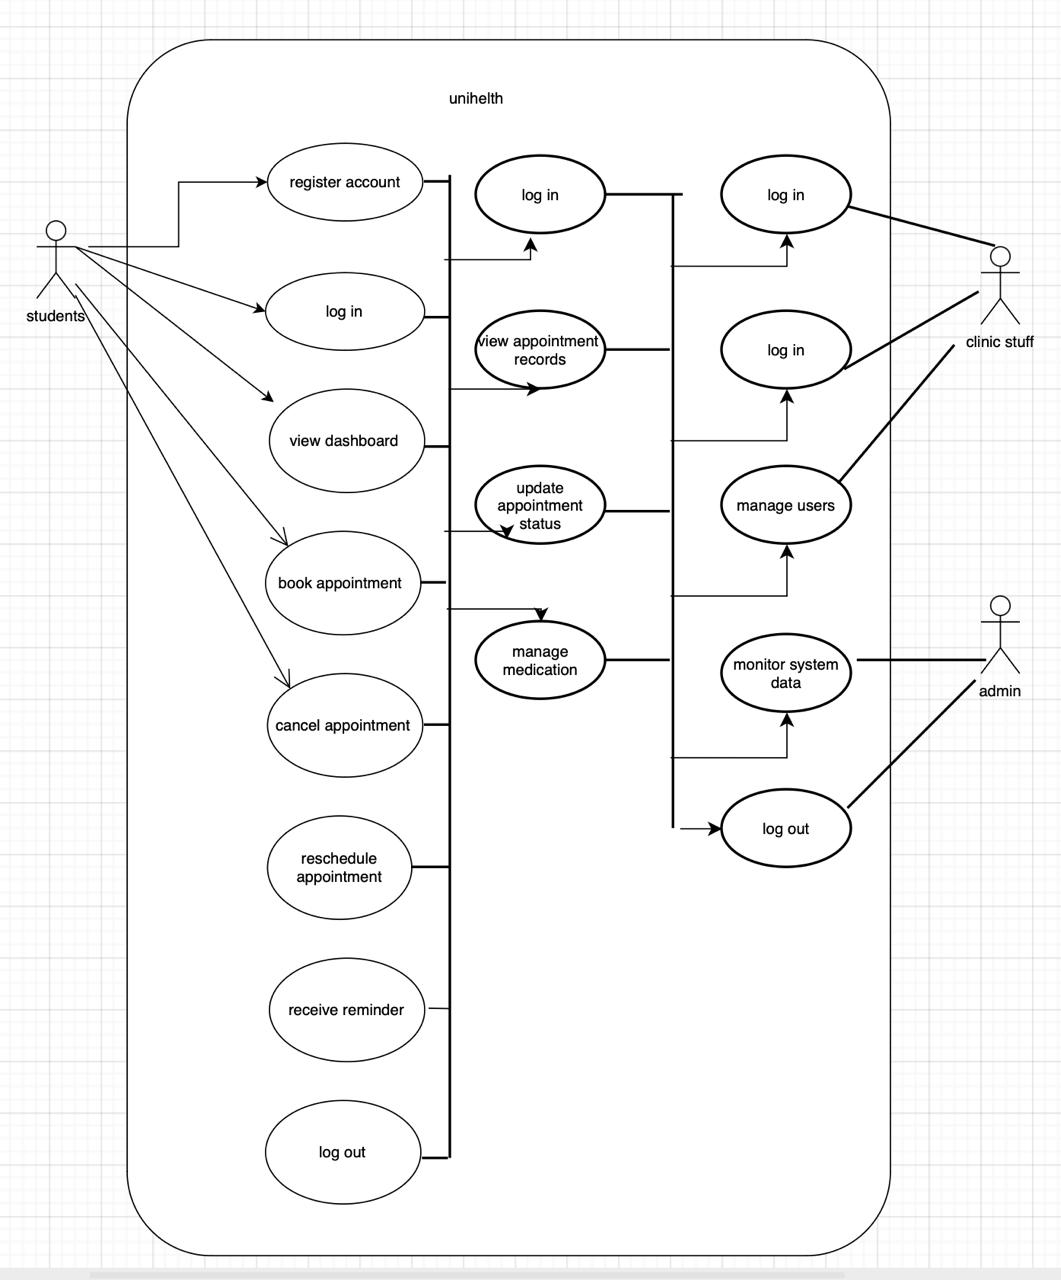 unihelth
students
register account
log in
view dashboard
book appointment
cancel appointment
reschedule
appointment
receive reminder
log out
log in
view appointment
records
update
appointment
status
manage
medication
log in
log in
manage users
monitor system
data
log out
clinic stuff
admin